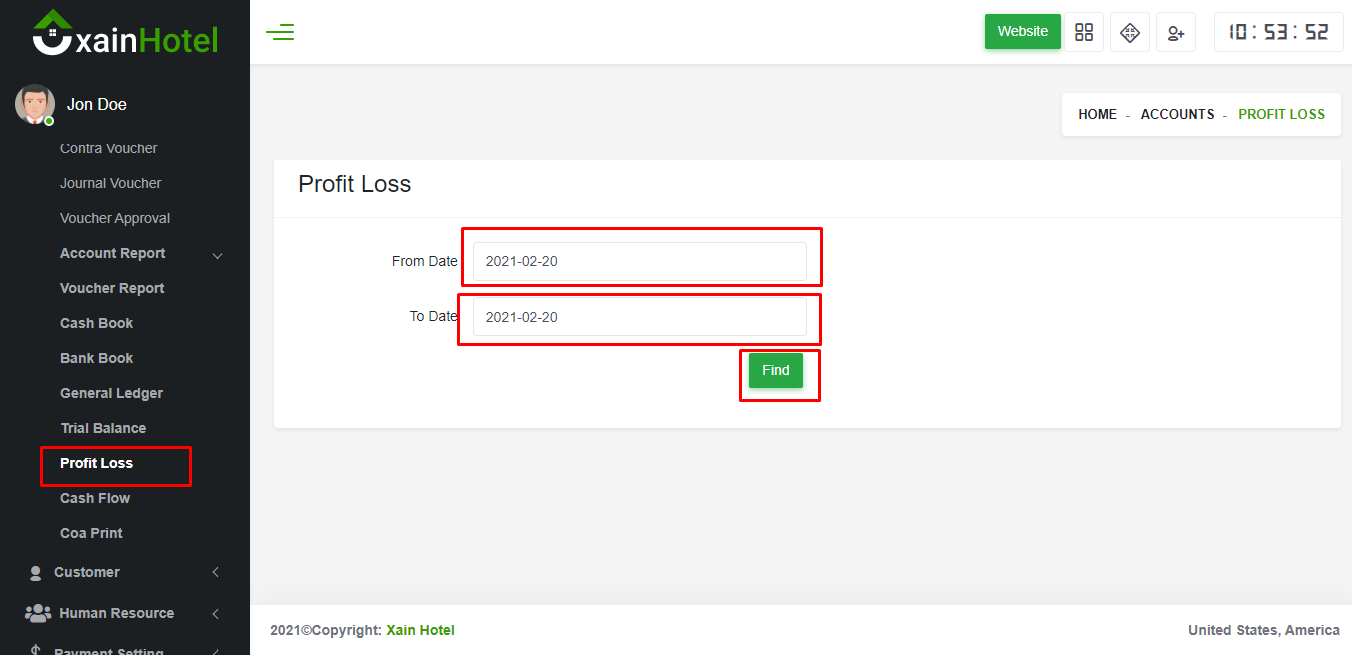 xainHotel
Jon Doe
Contra Voucher
Journal Voucher
Voucher Approval
Account Report
Voucher Report
Cash Book
Bank Book
General Ledger
Trial Balance
Profit Loss
Cash Flow
Coa Print
Customer
Human Resource
Payment Setting
Website
10:53:52
HOME - ACCOUNTS - PROFIT LOSS
Profit Loss
From Date 2021-02-20
To Date 2021-02-20
Find
2021©Copyright: Xain Hotel
United States, America